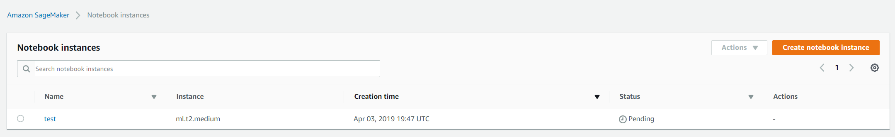 Amazon SageMaker > Notebook instances
Notebook instances
Actions
Create notebook instance
Search notebook instances
1
Name Instance Creation time Status Actions
test ml.t2.medium Apr 03, 2019 19:47 UTC Pending -